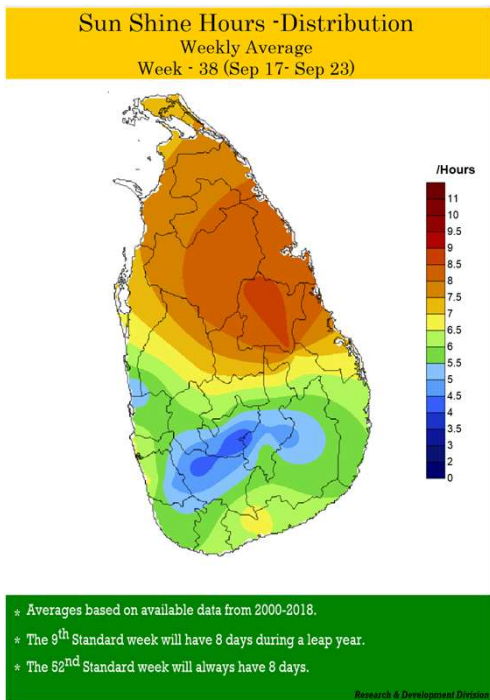 Sun Shine Hours -Distribution
Weekly Average
Week - 38 (Sep 17- Sep 23)
/Hours
11
10
9.5
9
8.5
8
7.5
7
6.5
6
5.5
5
4.5
4
3.5
3
2
0
* Averages based on available data from 2000-2018.
* The 9th Standard week will have 8 days during a leap year.
* The 52nd Standard week will always have 8 days.
Research & Development Division